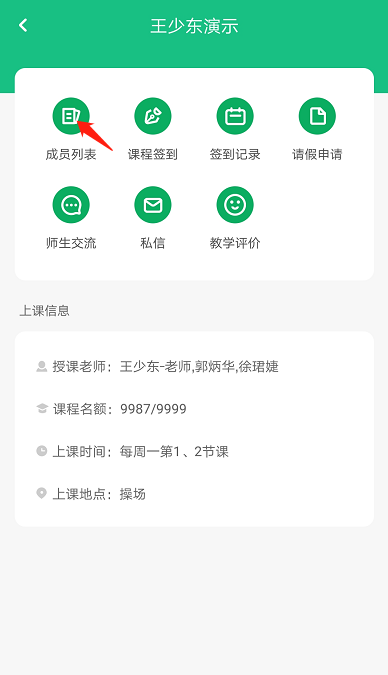 王少东演示
成员列表 课程签到 签到记录 请假申请
师生交流 私信 教学评价
上课信息
授课老师：王少东-老师,郭炳华,徐珺婕
课程名额：9987/9999
上课时间：每周一第1、2节课
上课地点：操场